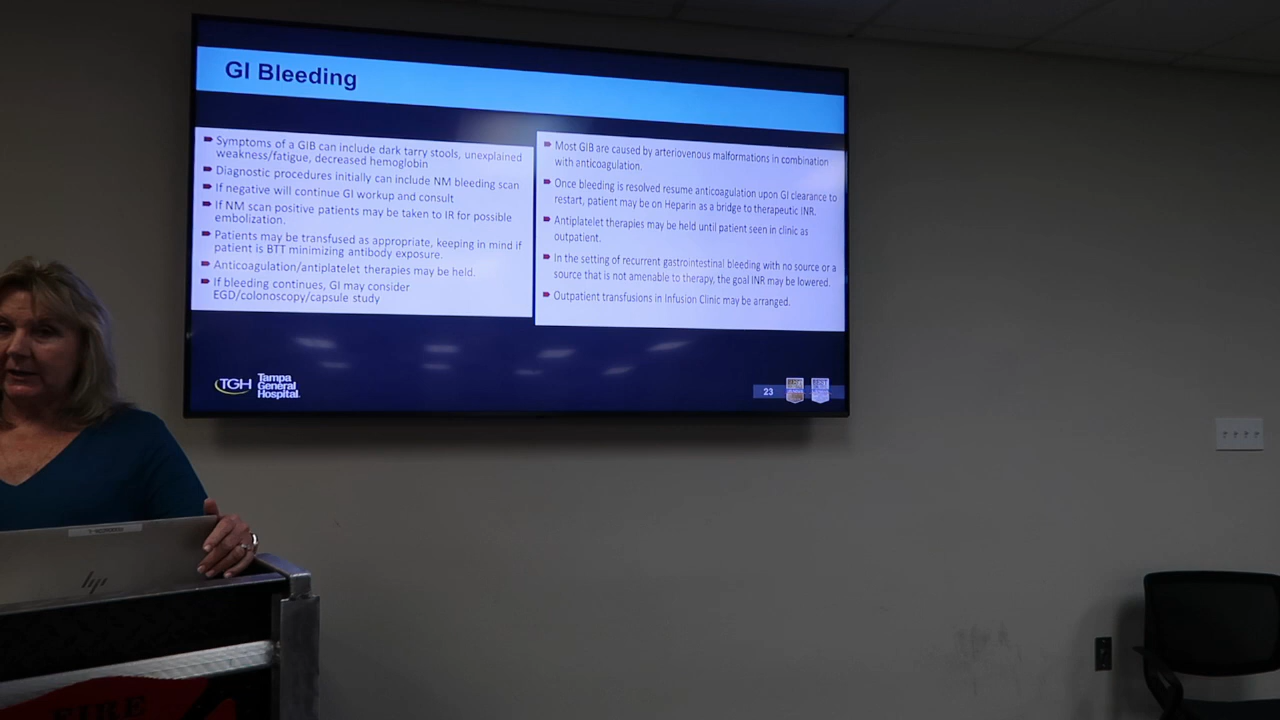 GI Bleeding
Symptoms of a GIB can include dark tarry stools, unexplained
weakness/fatigue, decreased hemoglobin
Diagnostic procedures initially can include NM bleeding scan
If negative will continue GI workup and consult
If NM scan positive patients may be taken to IR for possible
embolization.
Patients may be transfused as appropriate, keeping in mind if
patient is BTT minimizing antibody exposure.
Anticoagulation/antiplatelet therapies may be held.
If bleeding continues, GI may consider
EGD/colonoscopy/capsule study
Most GIB are caused by arteriovenous malformations in combination
with anticoagulation.
Once bleeding is resolved resume anticoagulation upon GI clearance to
restart, patient may be on Heparin as a bridge to therapeutic INR.
Antiplatelet therapies may be held until patient seen in clinic as
outpatient.
In the setting of recurrent gastrointestinal bleeding with no source or a
source that is not amenable to therapy, the goal INR may be lowered.
Outpatient transfusions in Infusion Clinic may be arranged.
TGH
Tampa
General
Hospital.
23
hp
FIRE